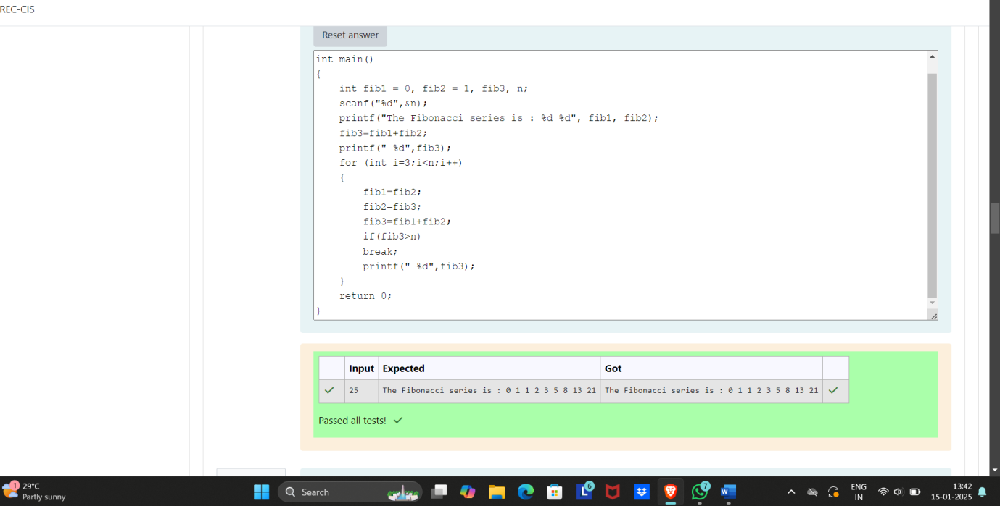 REC-CIS
Reset answer
int main()
{
    int fib1 = 0, fib2 = 1, fib3, n;
    scanf("%d",&n);
    printf("The Fibonacci series is : %d %d", fib1, fib2);
    fib3=fib1+fib2;
    printf(" %d",fib3);
    for (int i=3;i<n;i++)
    {
        fib1=fib2;
        fib2=fib3;
        fib3=fib1+fib2;
        if(fib3>n)
        break;
        printf(" %d",fib3);
    }
    return 0;
}
Input Expected Got
25 The Fibonacci series is : 0 1 1 2 3 5 8 13 21 The Fibonacci series is : 0 1 1 2 3 5 8 13 21
Passed all tests!
1 29°C
Partly sunny
Search
L 6
7
W
ENG
IN
13:42
15-01-2025